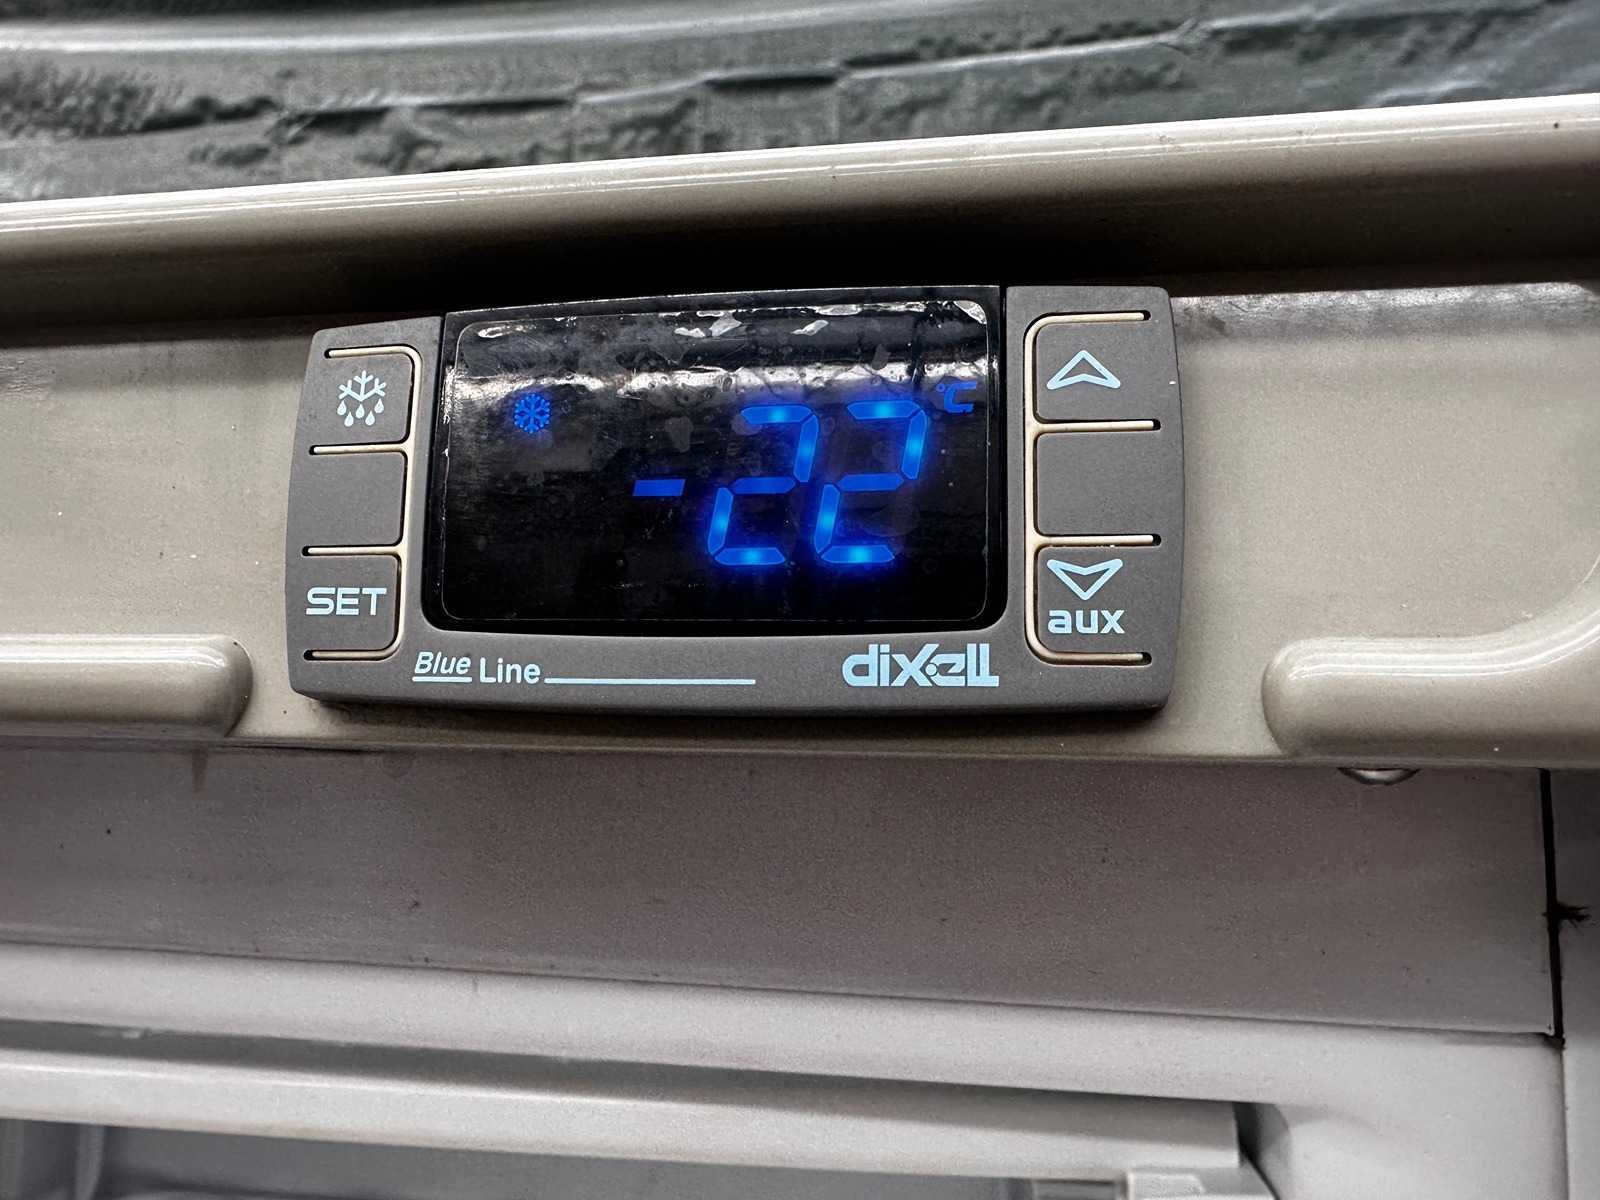 °C
-22
SET
aux
Blue Line
dixell